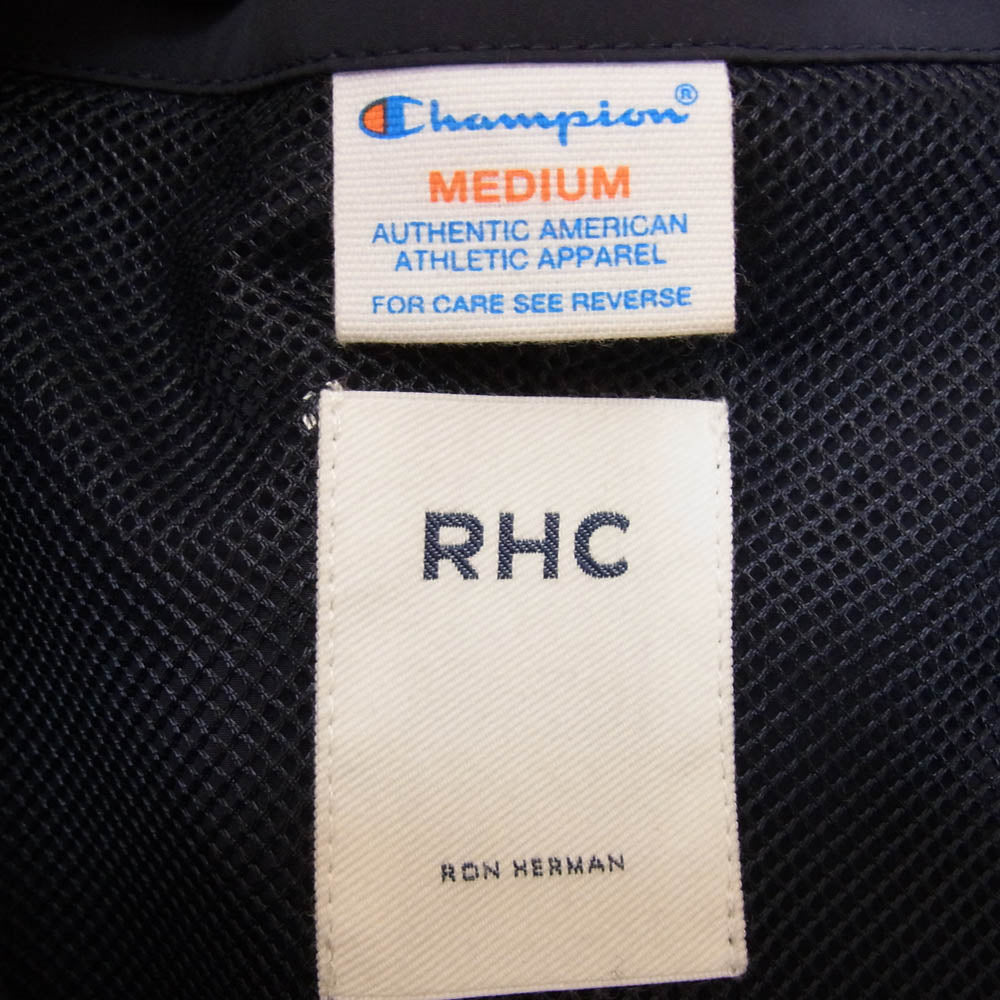 Champion®
MEDIUM
AUTHENTIC AMERICAN
ATHLETIC APPAREL
FOR CARE SEE REVERSE
RHC
RON HERMAN